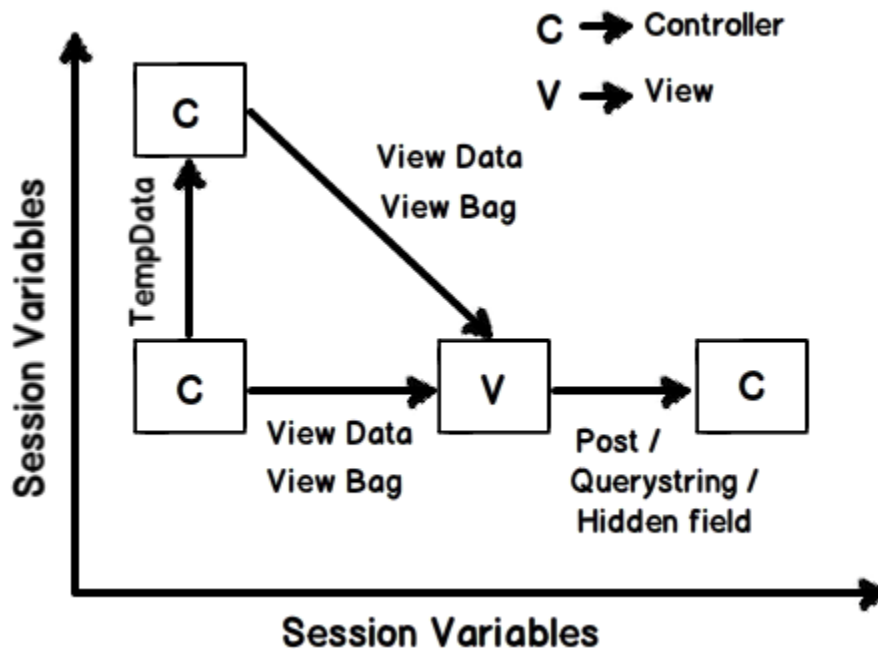 C → Controller
V → View
C
View Data
View Bag
TempData
Session Variables
C
V
C
View Data
View Bag
Post /
Querystring /
Hidden field
Session Variables